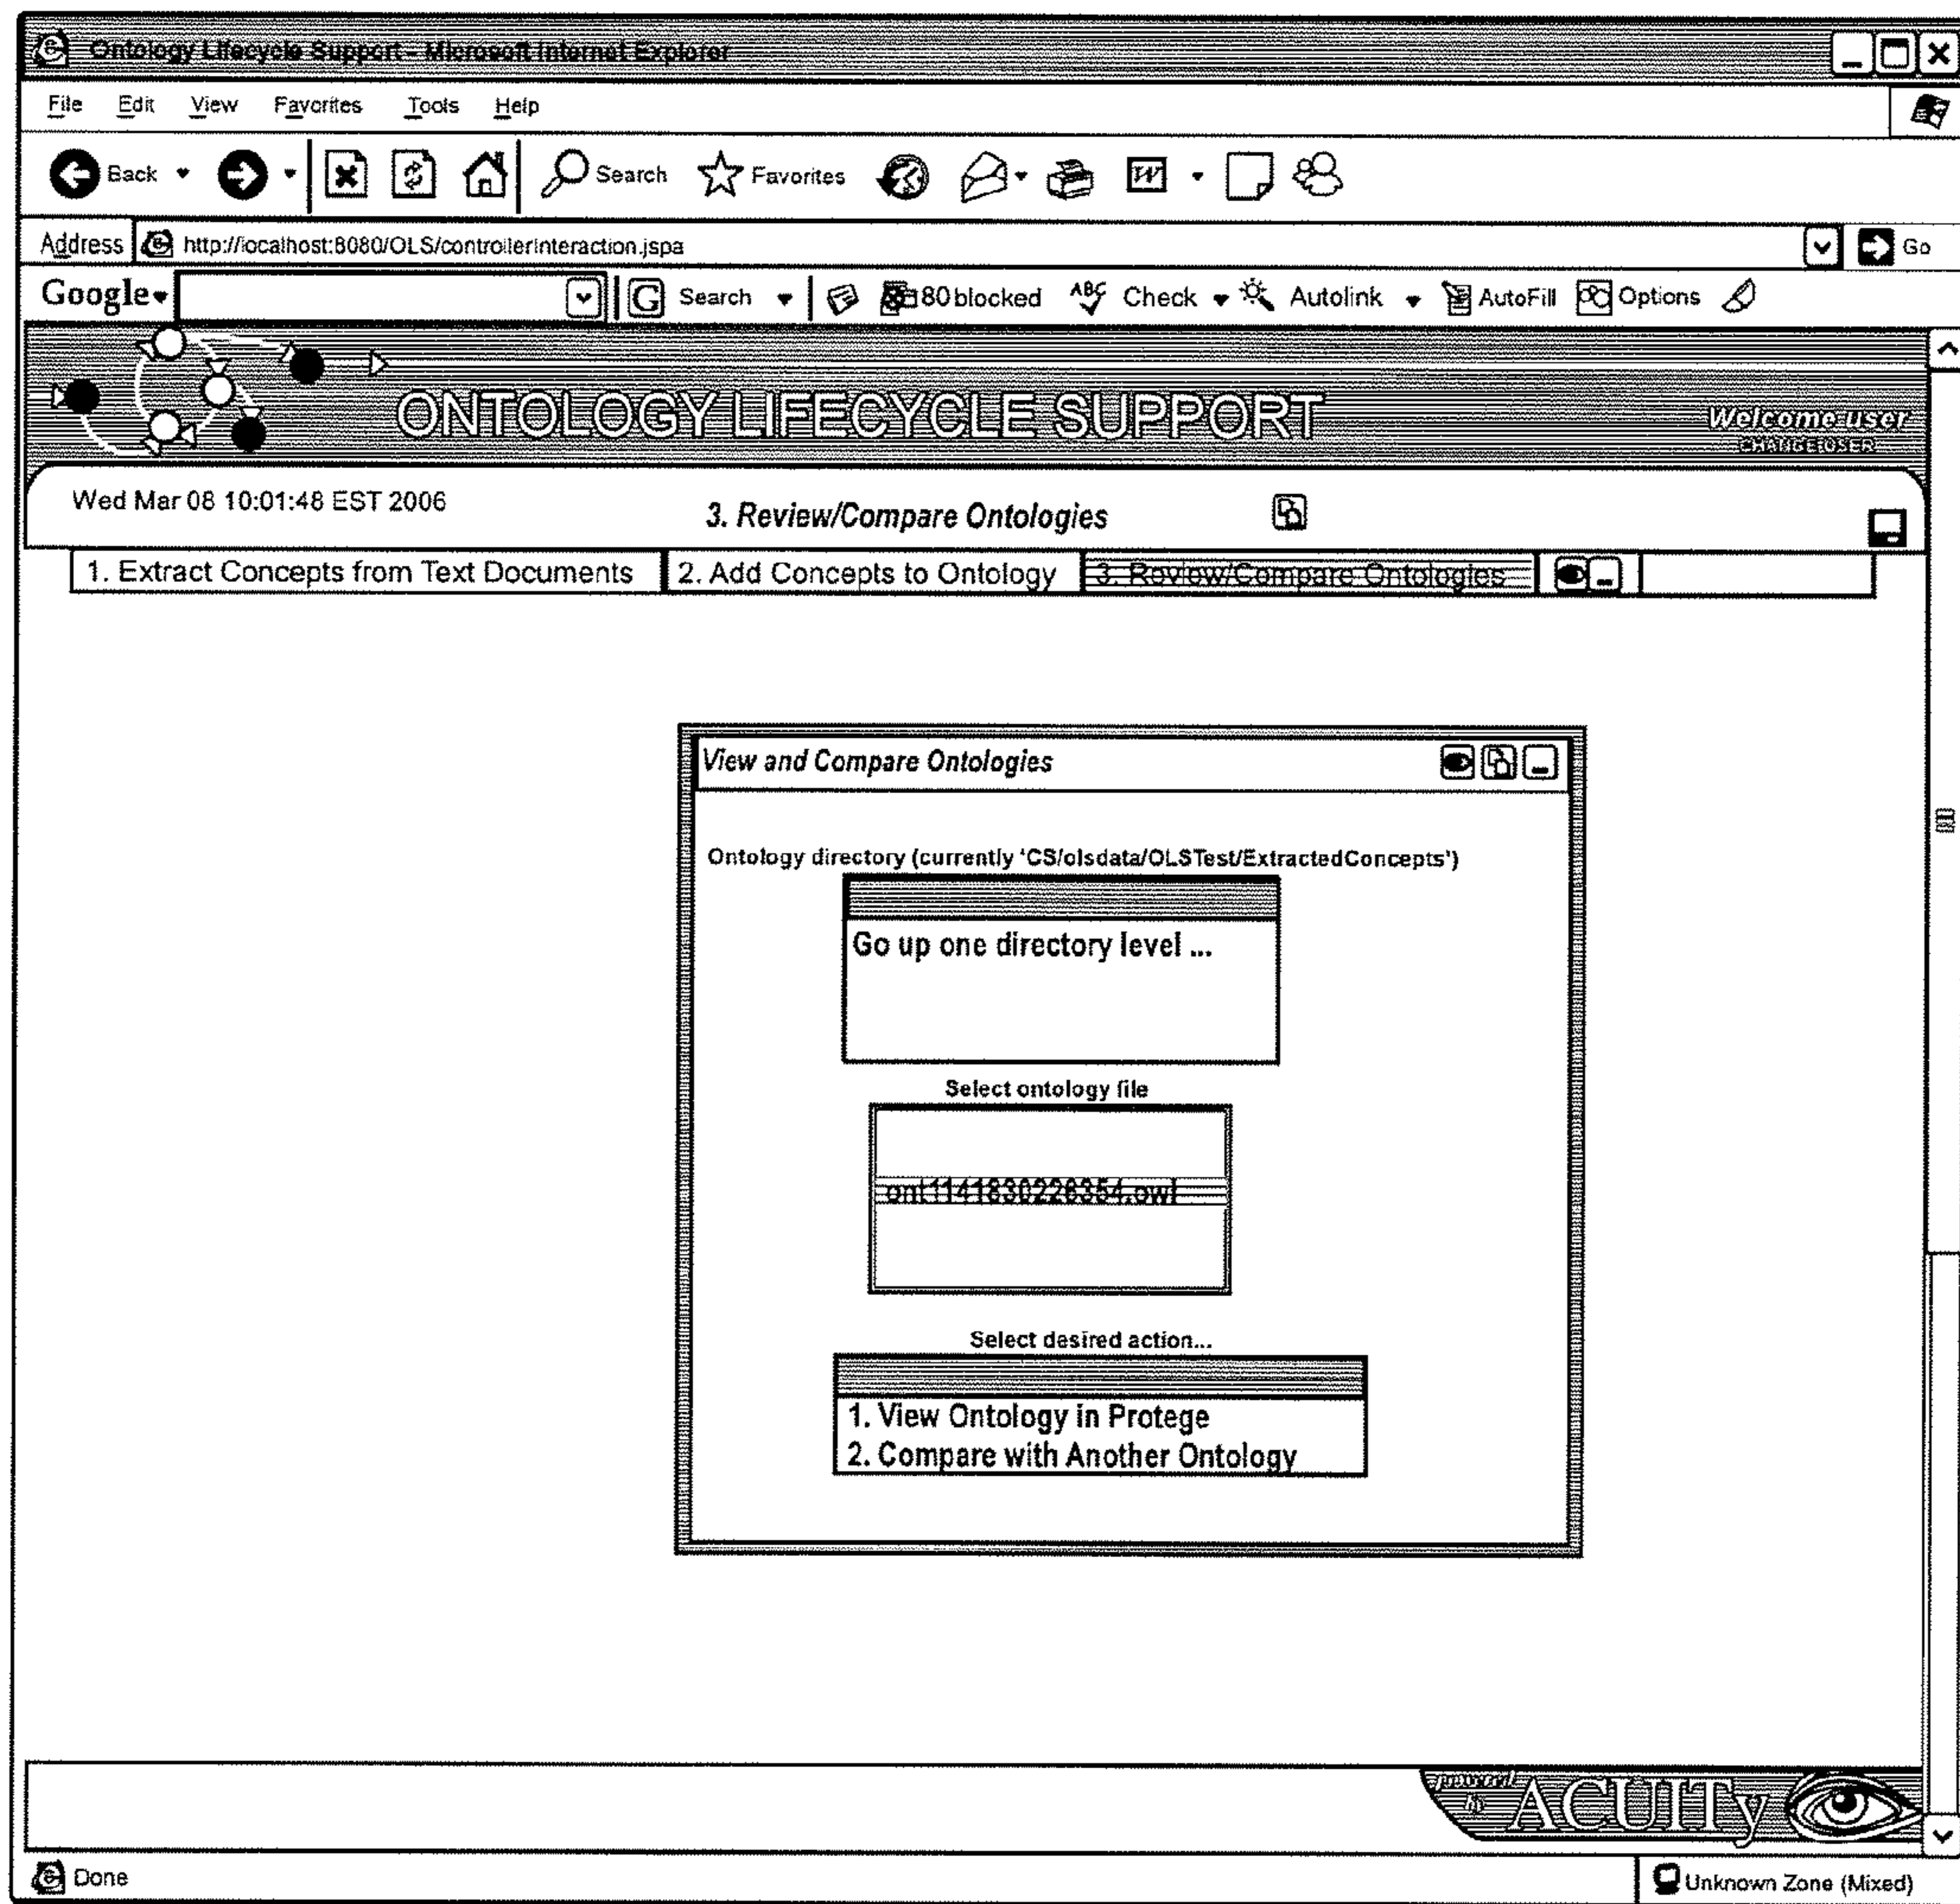 Ontology Lifecycle Support - Microsoft Internet Explorer
File Edit View Favorites Tools Help
Back Search Favorites
Address http://localhost:8080/OLS/controllerInteraction.jspa Go
Google G Search 80 blocked ABC Check Autolink AutoFill Options
ONTOLOGY LIFECYCLE SUPPORT
Welcome user
CHANGE USER
Wed Mar 08 10:01:48 EST 2006
3. Review/Compare Ontologies
1. Extract Concepts from Text Documents 2. Add Concepts to Ontology 3. Review/Compare Ontologies
View and Compare Ontologies
Ontology directory (currently 'CS/olsdata/OLSTest/ExtractedConcepts')
Go up one directory level ...
Select ontology file
ont1141830226354.owl
Select desired action...
1. View Ontology in Protege
2. Compare with Another Ontology
powered by ACUITy
Done Unknown Zone (Mixed)